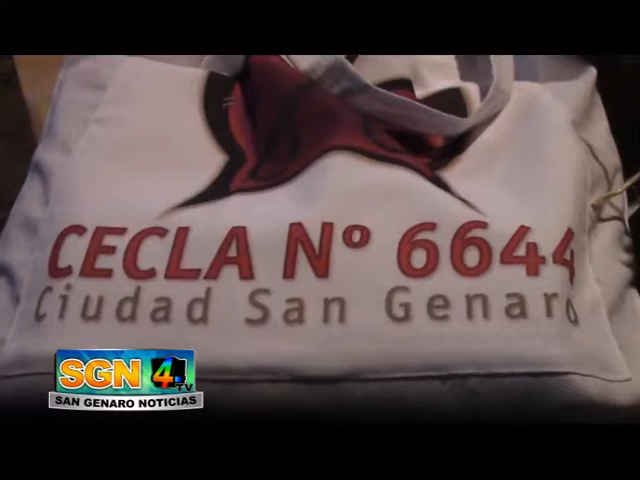 CECLA Nº 6644
Ciudad San Genaro
SGN 4 TV
SAN GENARO NOTICIAS